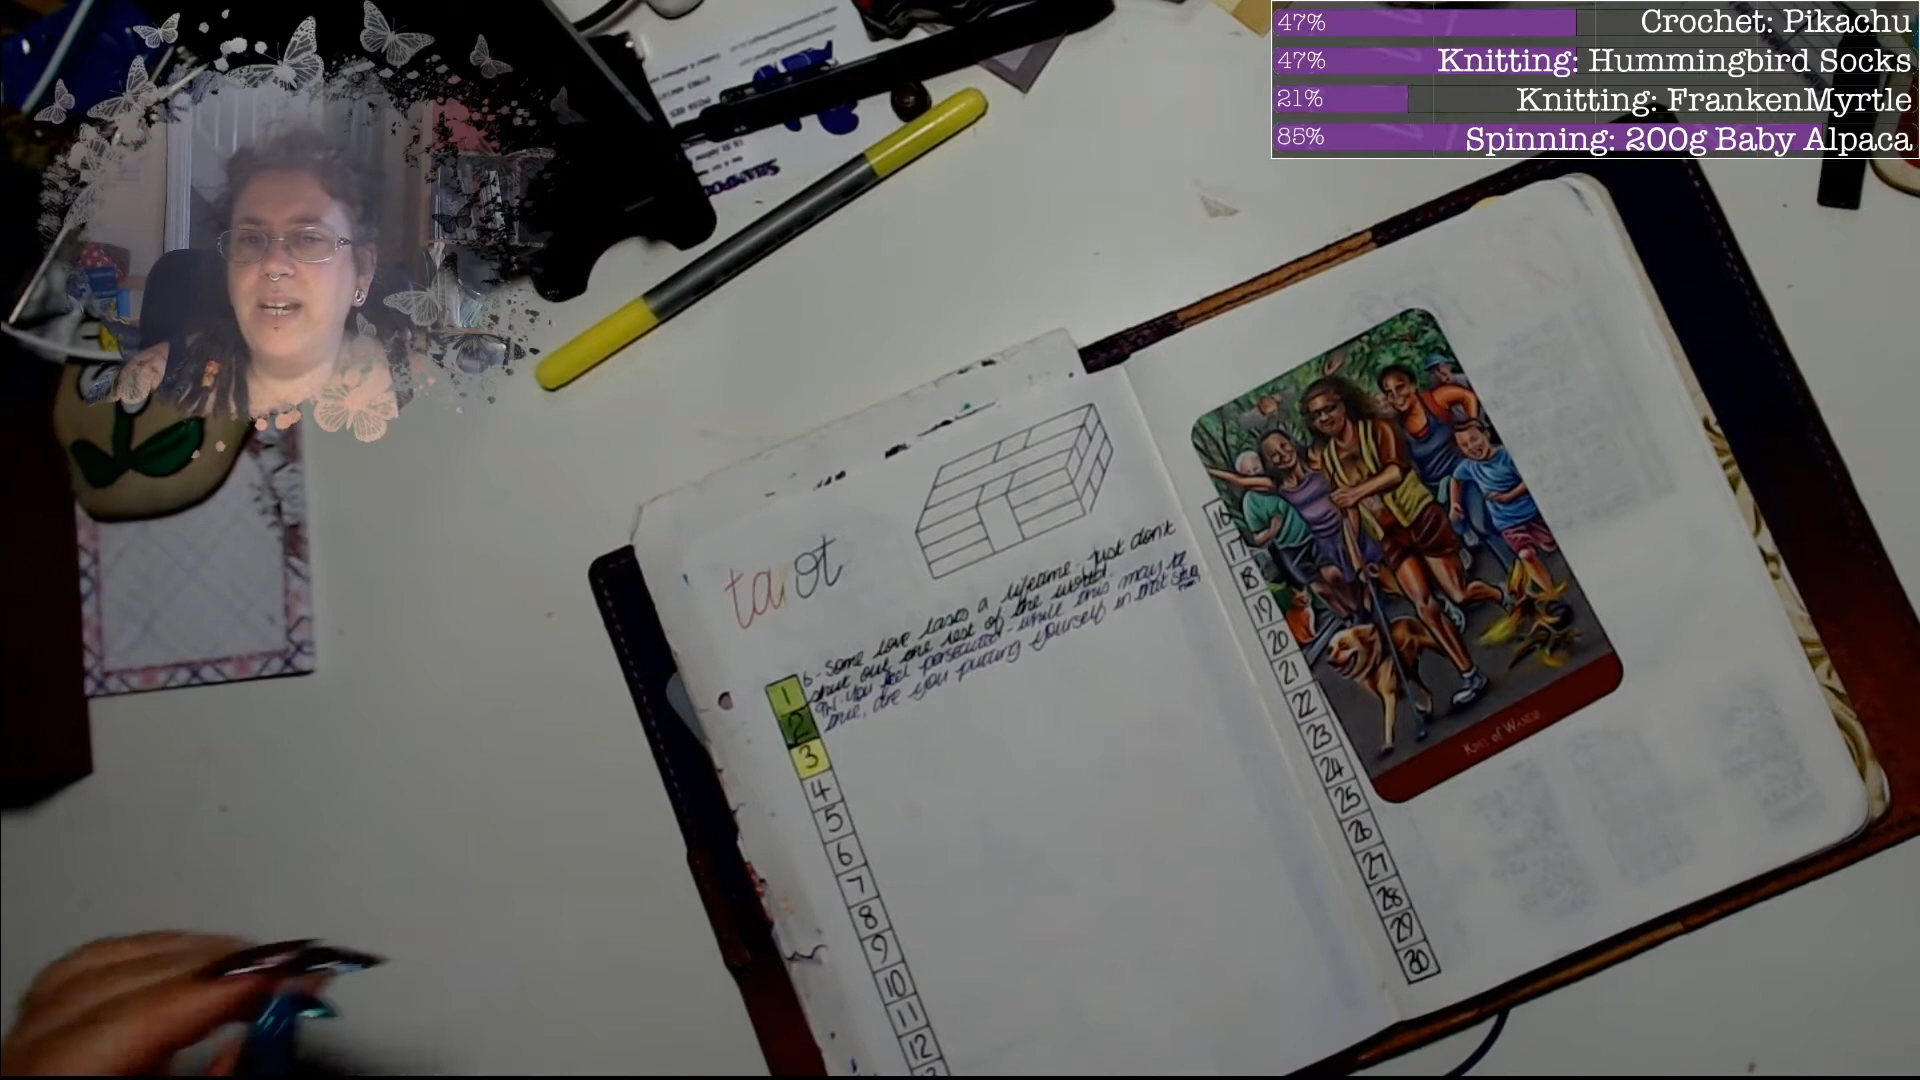 47% Crochet: Pikachu
47% Knitting: Hummingbird Socks
21% Knitting: FrankenMyrtle
85% Spinning: 200g Baby Alpaca
tarot
6 - Some love lasts a lifetime. Just don't
shut out the rest of the world.
9W - You feel persecuted - while this may be
true, are you putting yourself in that
1
2
3
4
5
6
7
8
9
10
11
12
16
17
18
19
20
21
22
23
24
25
26
27
28
29
30
of Wands